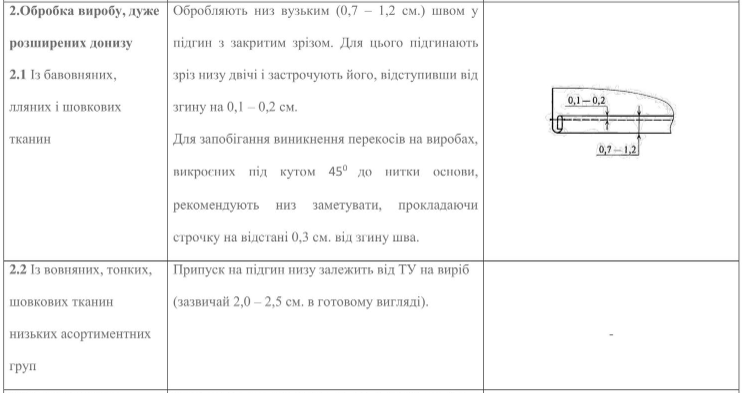 2.Обробка виробу, дуже
розширених донизу
2.1 Із бавовняних,
лляних і шовкових
тканин
Обробляють низ вузьким (0,7 – 1,2 см.) швом у
підгин з закритим зрізом. Для цього підгинають
зріз низу двічі і застрочують його, відступивши від
згину на 0,1 – 0,2 см.
Для запобігання виникнення перекосів на виробах,
викроєних під кутом 45⁰ до нитки основи,
рекомендують низ заметувати, прокладаючи
строчку на відстані 0,3 см. від згину шва.
0,1 – 0,2
0,7 – 1,2
2.2 Із вовняних, тонких,
шовкових тканин
низьких асортиментних
груп
Припуск на підгин низу залежить від ТУ на виріб
(зазвичай 2,0 – 2,5 см. в готовому вигляді).
-